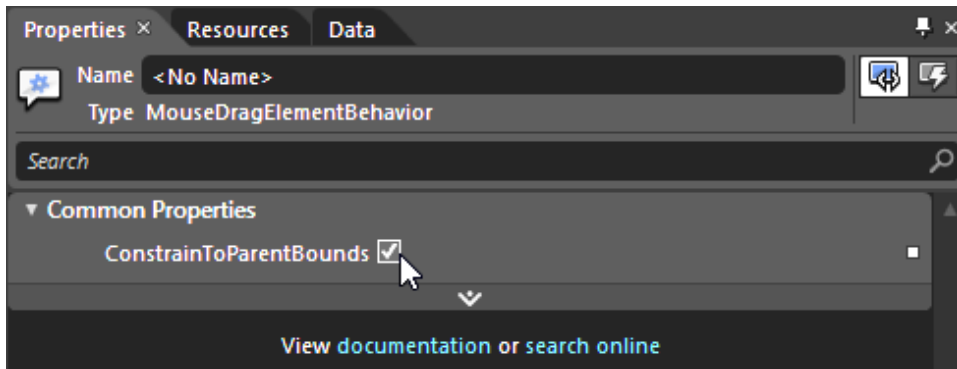 Properties × Resources Data
Name <No Name>
Type MouseDragElementBehavior
Search
Common Properties
ConstrainToParentBounds
View documentation or search online